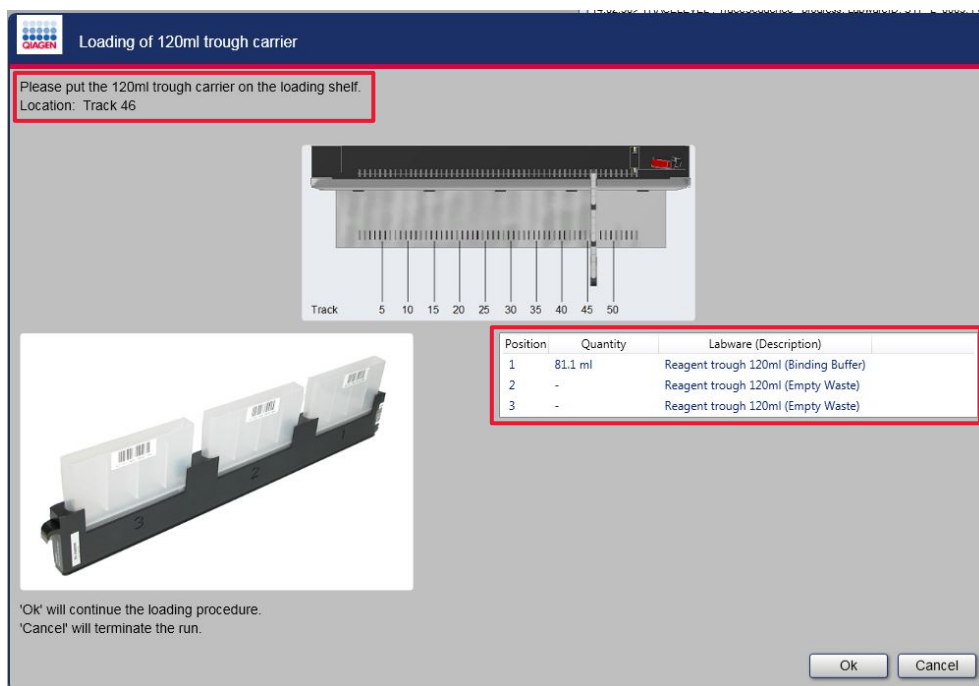 QIAGEN
Loading of 120ml trough carrier
Please put the 120ml trough carrier on the loading shelf.
Location: Track 46
Track 5 10 15 20 25 30 35 40 45 50
Position Quantity Labware (Description)
1 81.1 ml Reagent trough 120ml (Binding Buffer)
2 - Reagent trough 120ml (Empty Waste)
3 - Reagent trough 120ml (Empty Waste)
1
2
3
'Ok' will continue the loading procedure.
'Cancel' will terminate the run.
Ok Cancel